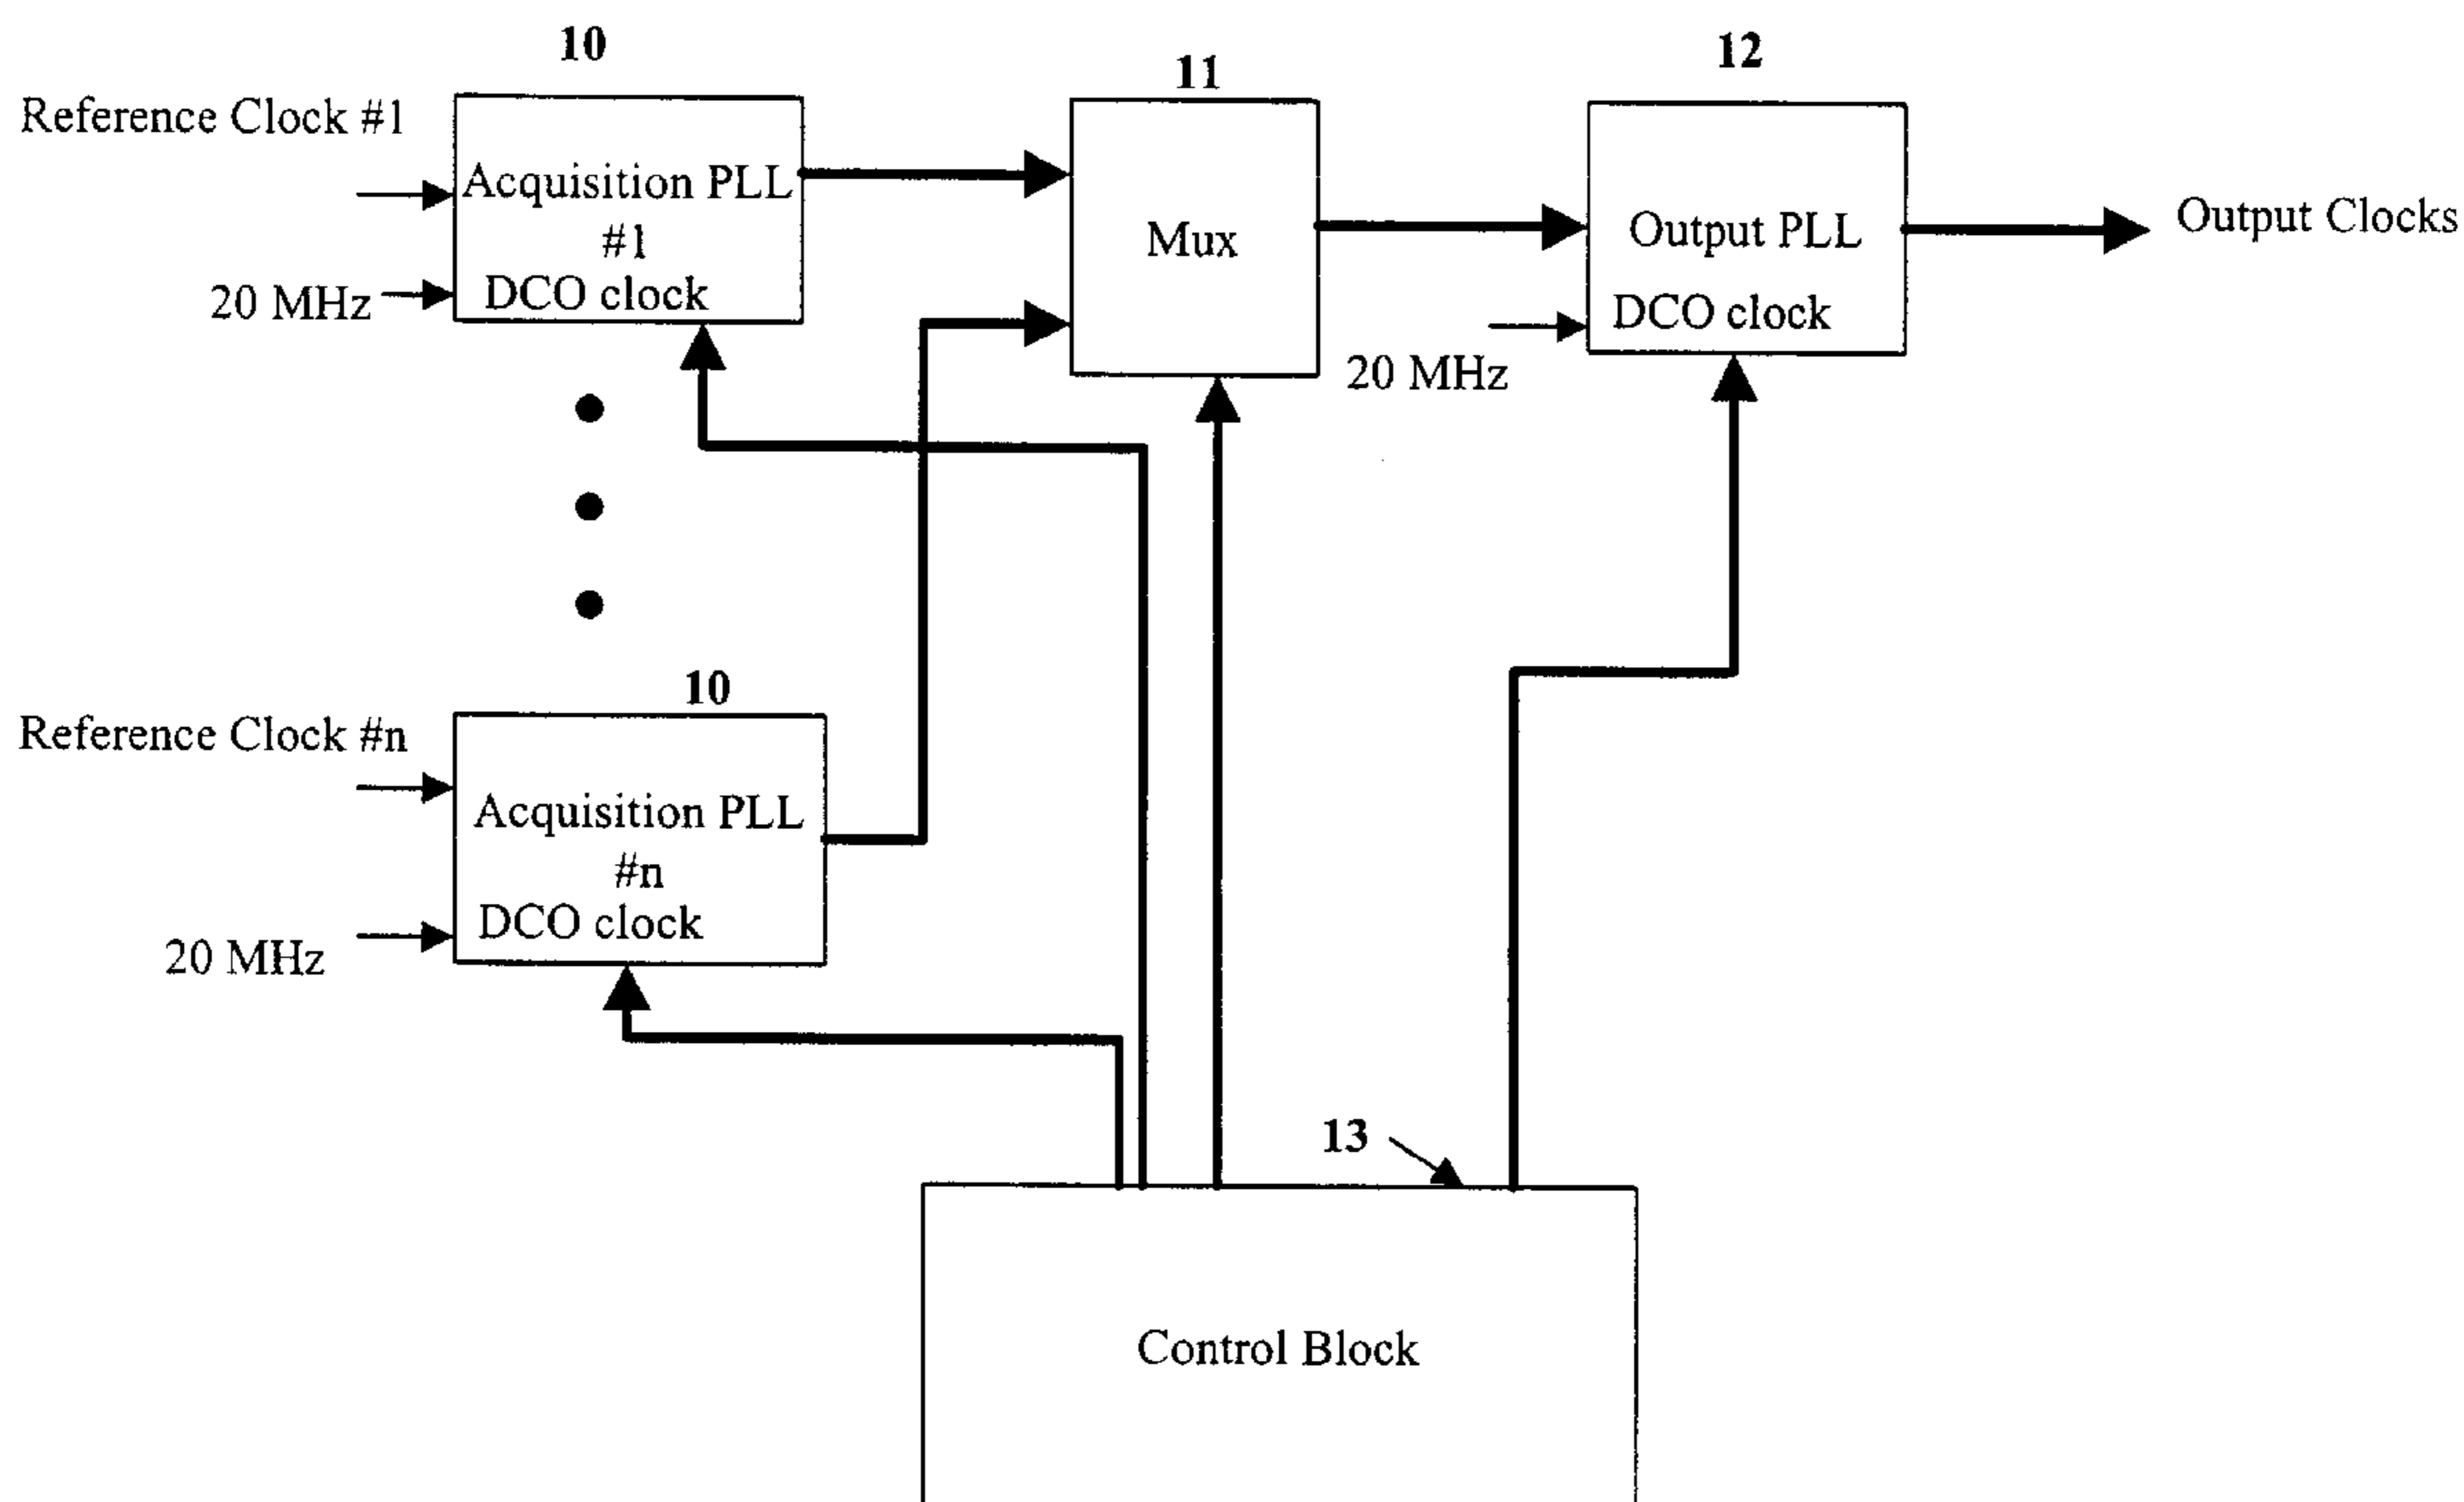 10
11
12
Reference Clock #1
Acquisition PLL
#1
DCO clock
20 MHz
Mux
Output PLL
DCO clock
20 MHz
Output Clocks
10
Reference Clock #n
Acquisition PLL
#n
DCO clock
20 MHz
13
Control Block